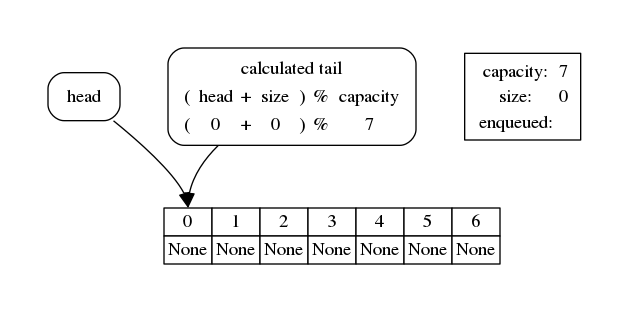 head
calculated tail
( head + size ) % capacity
( 0 + 0 ) % 7
capacity: 7
size: 0
enqueued:
0 1 2 3 4 5 6
None None None None None None None